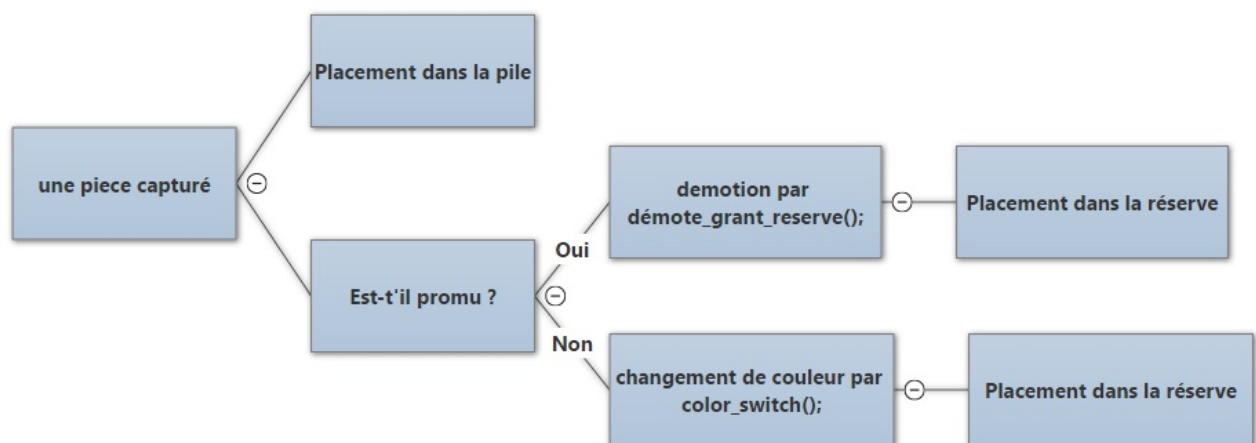 Placement dans la pile
une piece capturé
demotion par
démote_grant_reserve();
Placement dans la réserve
Oui
Est-t'il promu ?
Non
changement de couleur par
color_switch();
Placement dans la réserve